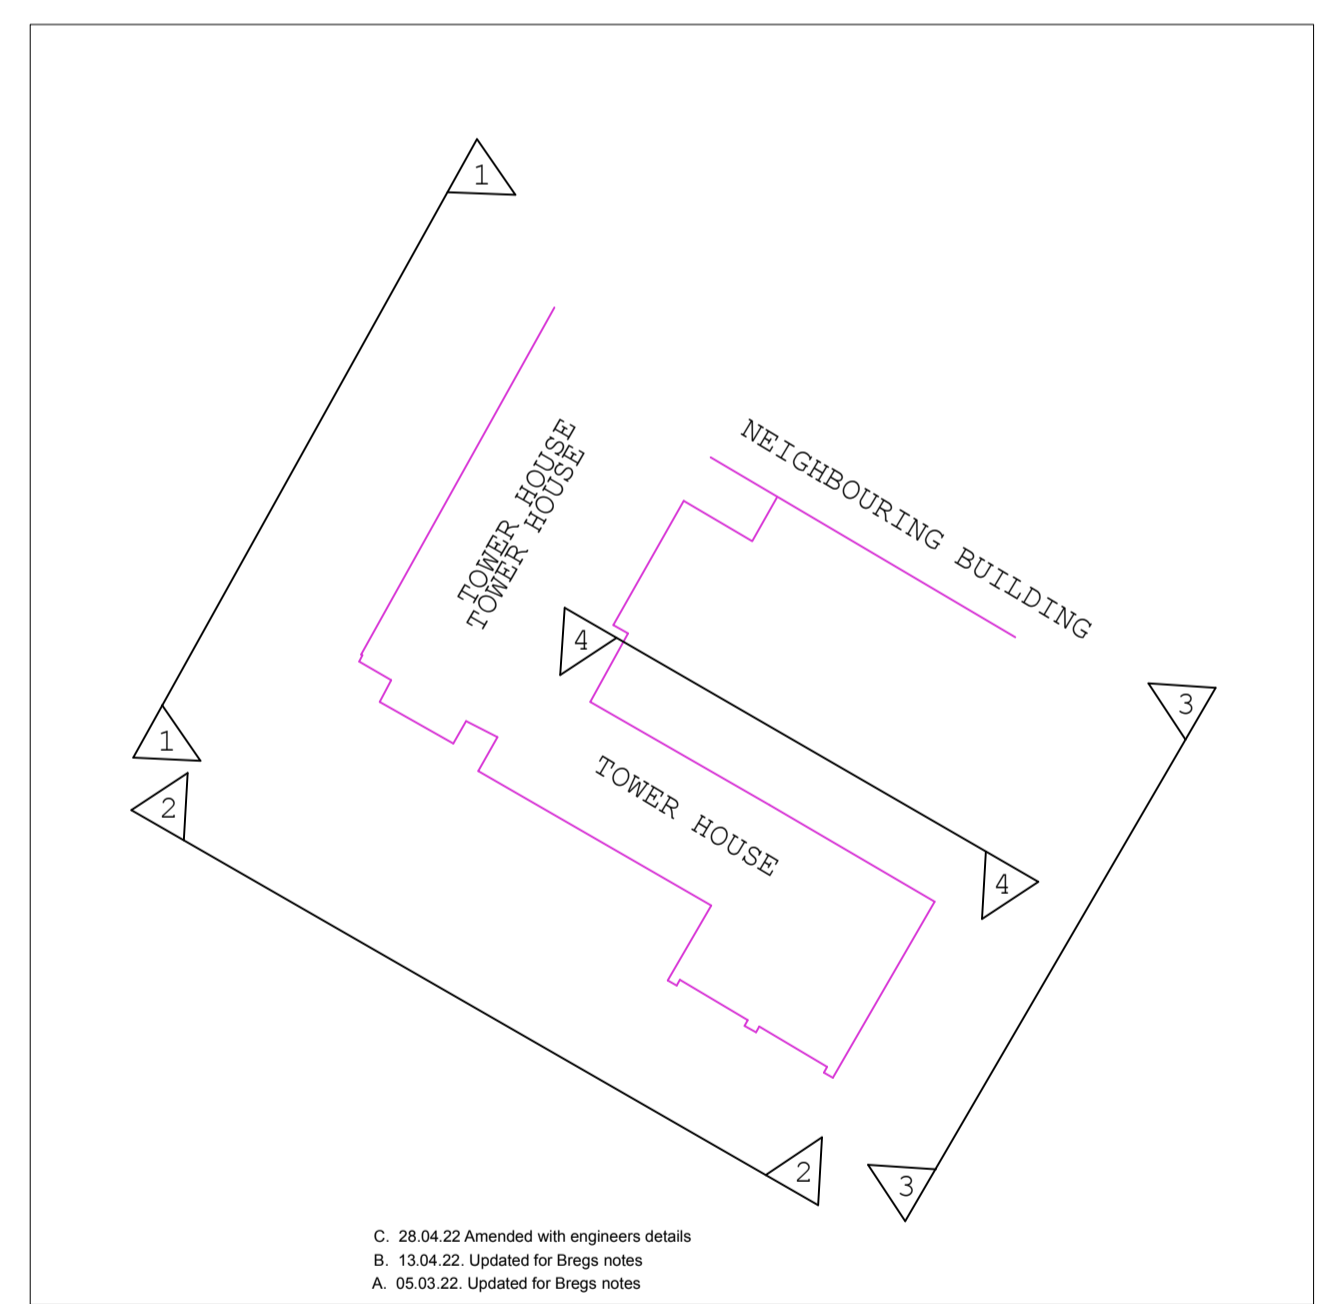 1
TOWER HOUSE
TOWER HOUSE
NEIGHBOURING BUILDING
4
3
1
2
TOWER HOUSE
4
2
3
C. 28.04.22 Amended with engineers details
B. 13.04.22. Updated for Bregs notes
A. 05.03.22. Updated for Bregs notes